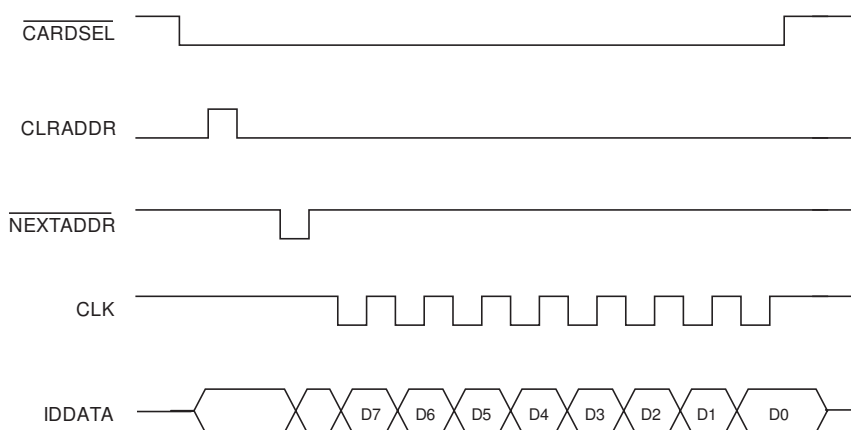 CARDSEL
CLRADDR
NEXTADDR
CLK
IDDATA D7 D6 D5 D4 D3 D2 D1 D0